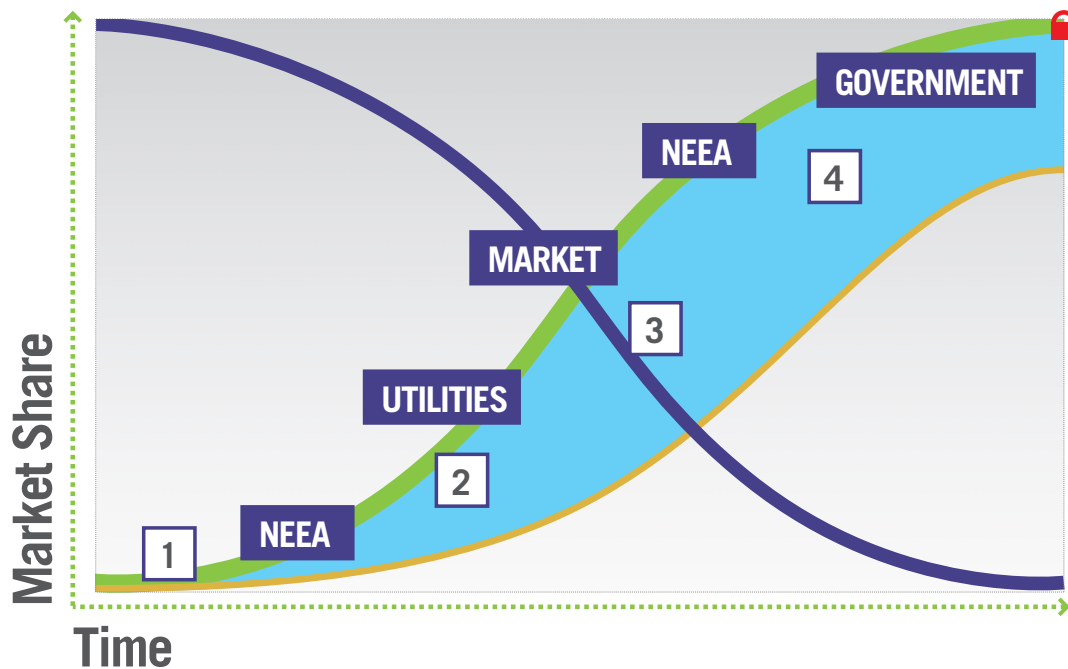 GOVERNMENT
NEEA
4
MARKET
3
UTILITIES
2
NEEA
1
Market Share
Time